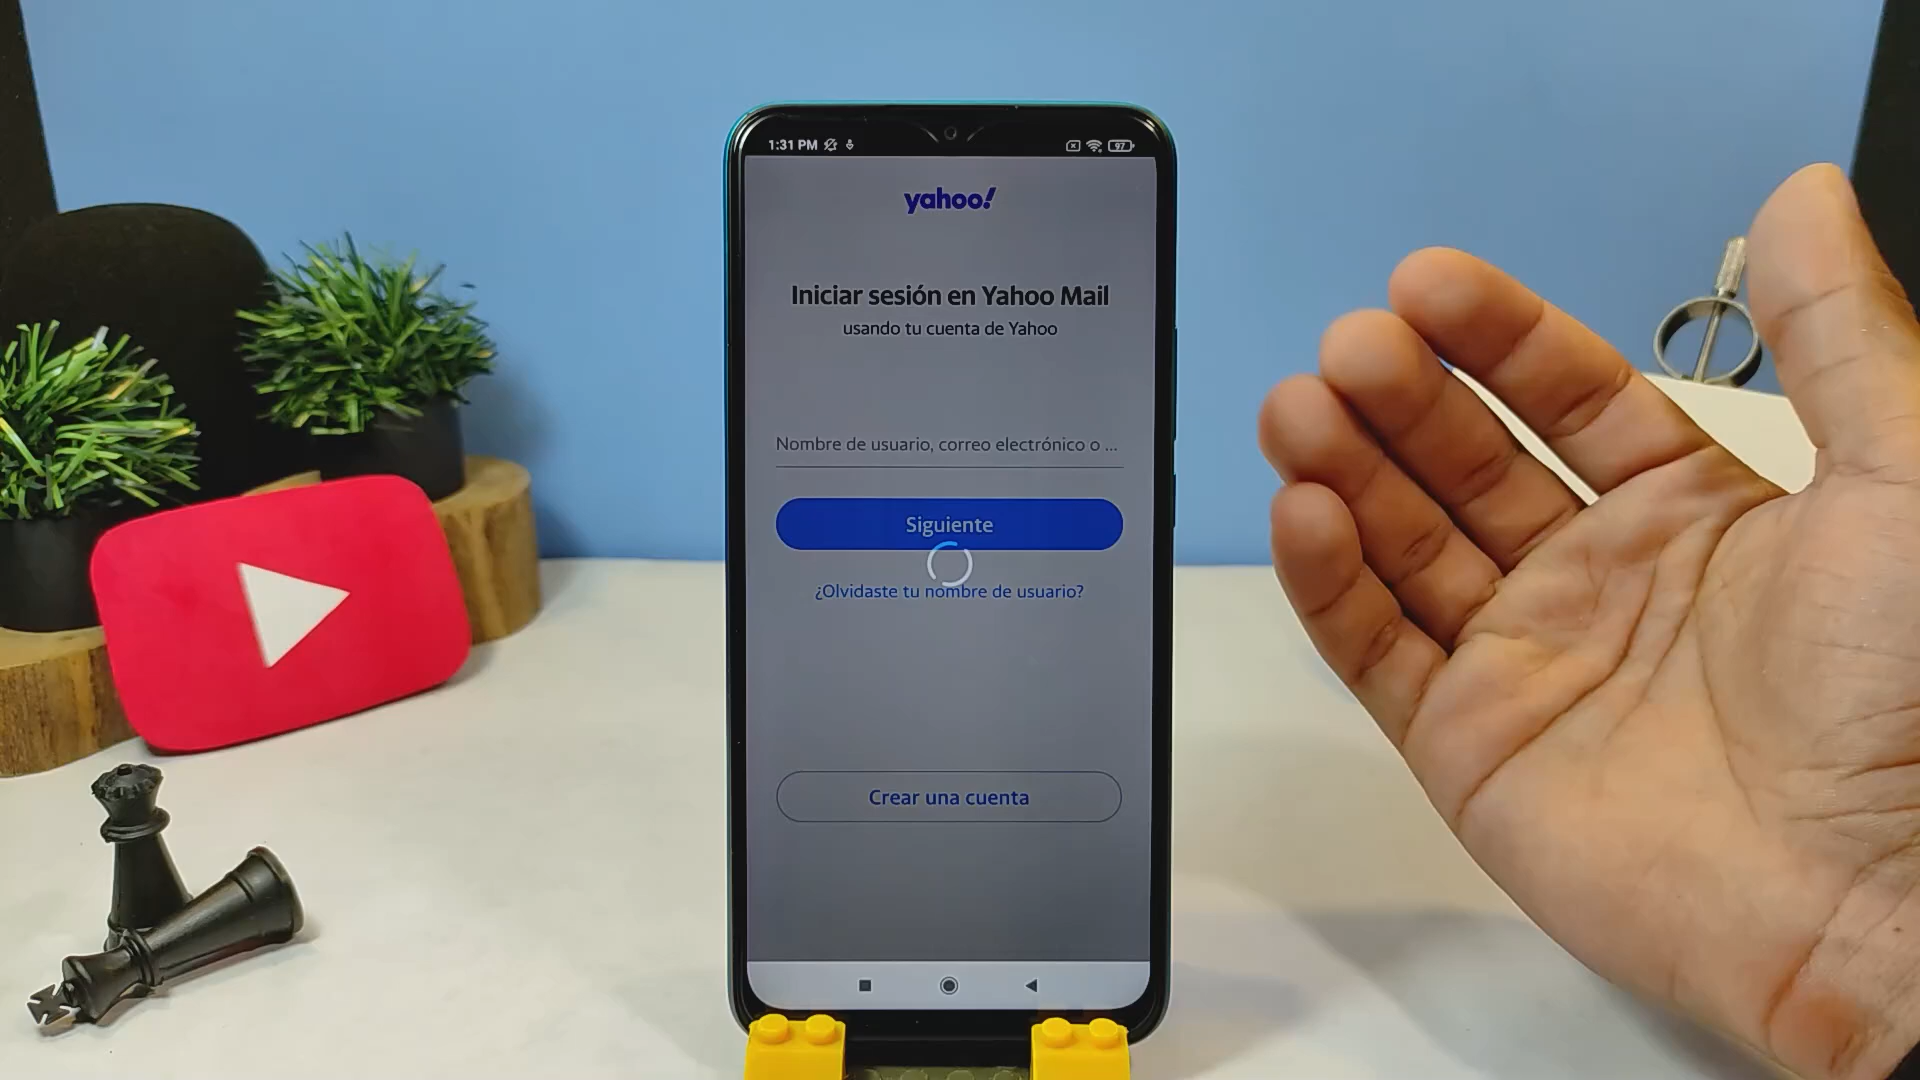 1:31 PM
97
yahoo!
Iniciar sesión en Yahoo Mail
usando tu cuenta de Yahoo
Nombre de usuario, correo electrónico o ...
Siguiente
¿Olvidaste tu nombre de usuario?
Crear una cuenta